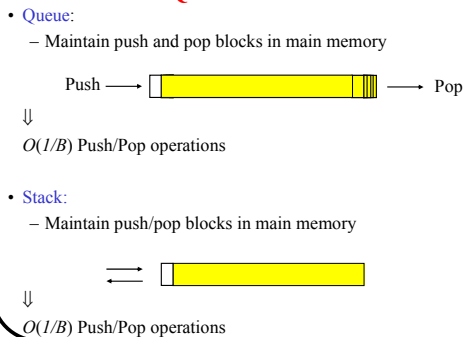 • Queue:
– Maintain push and pop blocks in main memory
Push Pop
⇓
O(1/B) Push/Pop operations
• Stack:
– Maintain push/pop blocks in main memory
⇓
O(1/B) Push/Pop operations